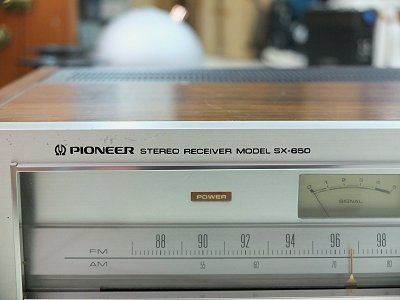 PIONEER STEREO RECEIVER MODEL SX-650
POWER
SIGNAL
FM 88 90 92 94 96 98
AM 55 60 70 80